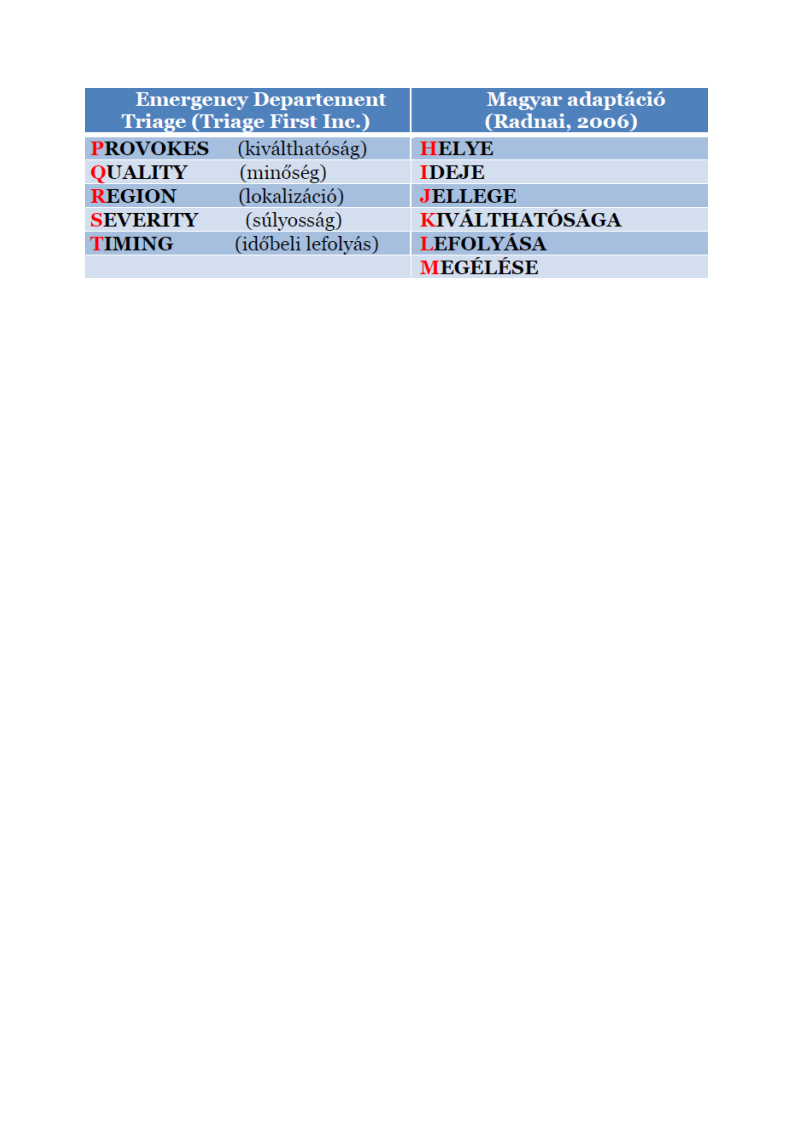 Emergency Departement
Triage (Triage First Inc.)
Magyar adaptáció
(Radnai, 2006)
PROVOKES (kiválthatóság)
HELYE
QUALITY (minőség)
IDEJE
REGION (lokalizáció)
JELLEGE
SEVERITY (súlyosság)
KIVÁLTHATÓSÁGA
TIMING (időbeli lefolyás)
LEFOLYÁSA
MEGÉLÉSE